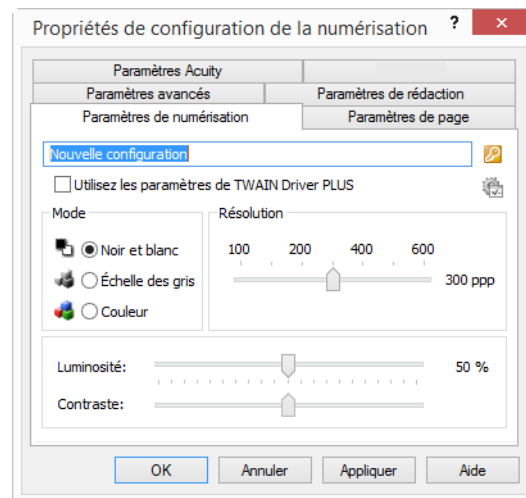 Propriétés de configuration de la numérisation ? ×
Paramètres Acuity
Paramètres avancés Paramètres de rédaction
Paramètres de numérisation Paramètres de page
Nouvelle configuration
Utilisez les paramètres de TWAIN Driver PLUS
Mode Résolution
Noir et blanc 100 200 400 600
Échelle des gris 300 ppp
Couleur
Luminosité: 50 %
Contraste:
OK Annuler Appliquer Aide